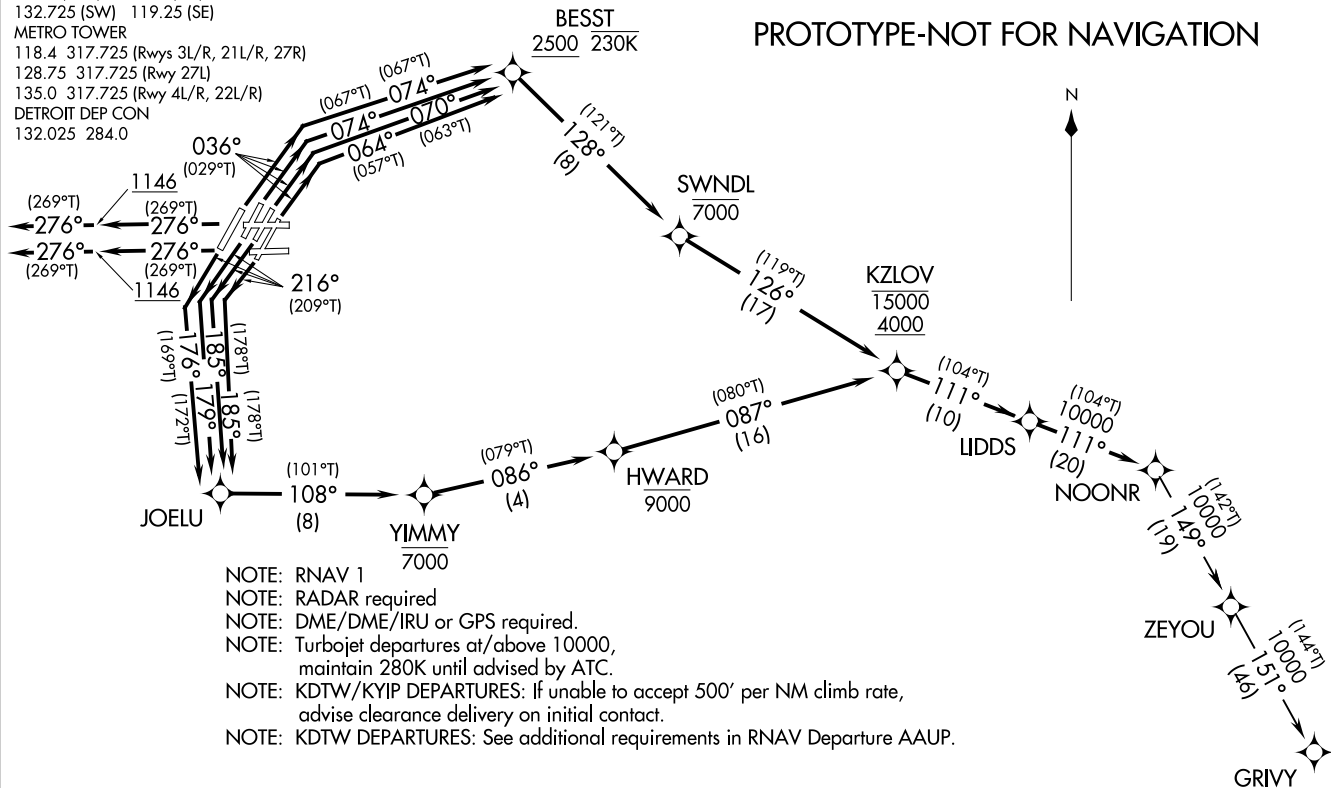 132.725 (SW) 119.25 (SE)
METRO TOWER
118.4 317.725 (Rwys 3L/R, 21L/R, 27R)
128.75 317.725 (Rwy 27L)
135.0 317.725 (Rwy 4L/R, 22L/R)
DETROIT DEP CON
132.025 284.0
PROTOTYPE-NOT FOR NAVIGATION
N
BESST
2500 230K
(067°T)
(067°T)
074°
074°
070°
064°
(063°T)
(057°T)
036°
(029°T)
1146
(269°T)
(269°T)
276°
276°
276°
276°
(269°T)
(269°T)
1146
216°
(209°T)
(169°T)
176°
185°
(178°T)
(172°T)
179°
185°
(178°T)
(121°T)
128°
(8)
SWNDL
7000
(119°T)
126°
(17)
KZLOV
15000
4000
(104°T)
111°
(10)
LIDDS
(104°T)
10000
111°
(20)
NOONR
(142°T)
10000
149°
(19)
ZEYOU
(144°T)
10000
151°
(46)
GRIVY
JOELU
(101°T)
108°
(8)
YIMMY
7000
(079°T)
086°
(4)
HWARD
9000
(080°T)
087°
(16)
NOTE: RNAV 1
NOTE: RADAR required
NOTE: DME/DME/IRU or GPS required.
NOTE: Turbojet departures at/above 10000,
maintain 280K until advised by ATC.
NOTE: KDTW/KYIP DEPARTURES: If unable to accept 500' per NM climb rate,
advise clearance delivery on initial contact.
NOTE: KDTW DEPARTURES: See additional requirements in RNAV Departure AAUP.